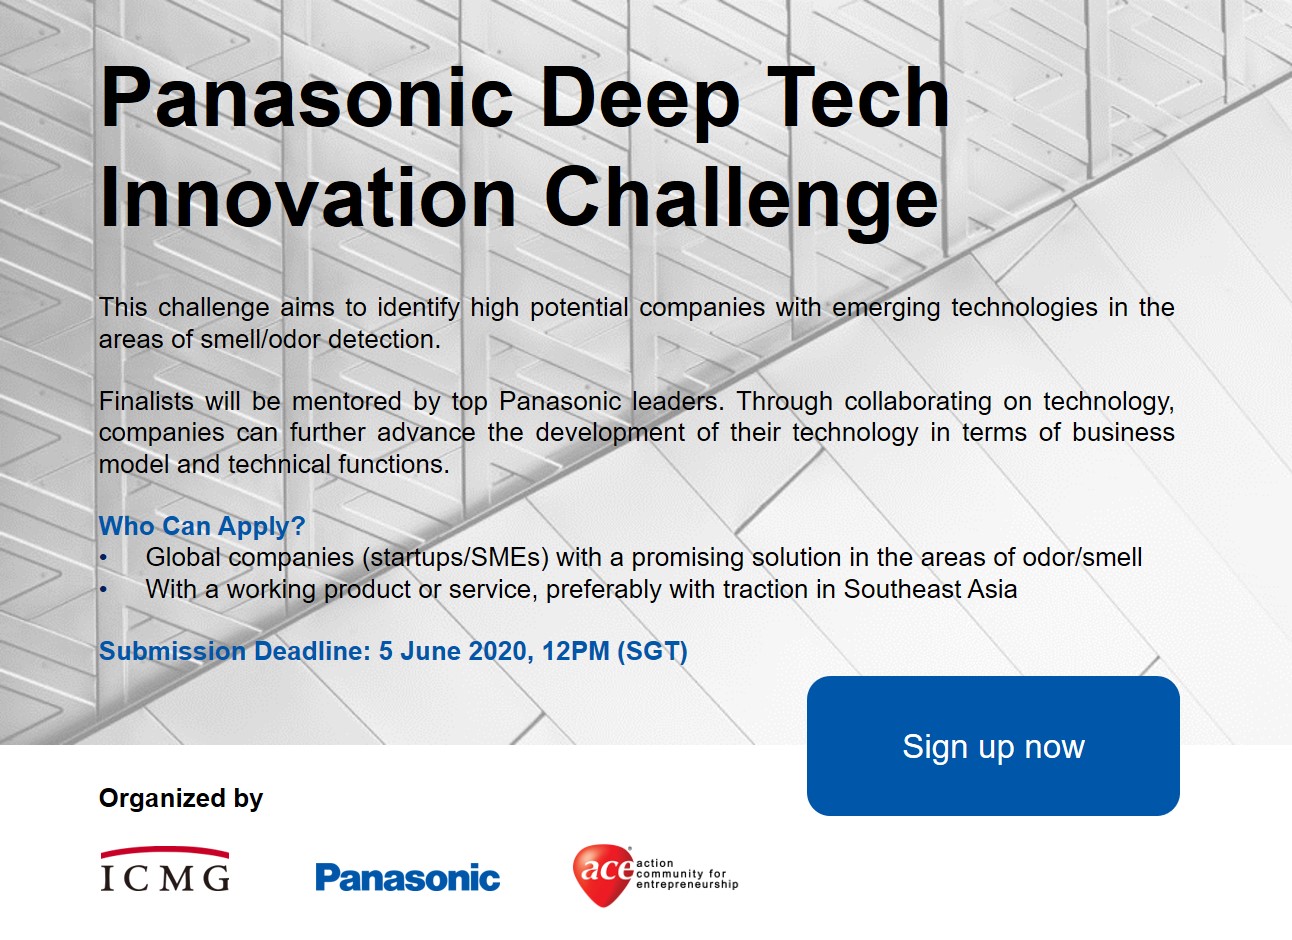 Panasonic Deep Tech
Innovation Challenge
This challenge aims to identify high potential companies with emerging technologies in the
areas of smell/odor detection.
Finalists will be mentored by top Panasonic leaders. Through collaborating on technology,
companies can further advance the development of their technology in terms of business
model and technical functions.
Who Can Apply?
• Global companies (startups/SMEs) with a promising solution in the areas of odor/smell
• With a working product or service, preferably with traction in Southeast Asia
Submission Deadline: 5 June 2020, 12PM (SGT)
Sign up now
Organized by
ICMG
Panasonic
ace
action
community for
entrepreneurship